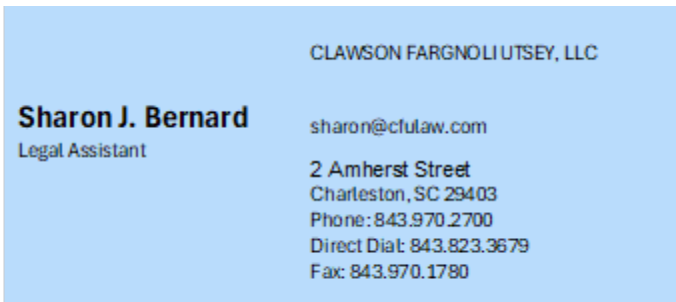 CLAWSON FARGNOLI UTSEY, LLC
Sharon J. Bernard
Legal Assistant
sharon@cfulaw.com
2 Amherst Street
Charleston, SC 29403
Phone: 843.970.2700
Direct Dial: 843.823.3679
Fax: 843.970.1780